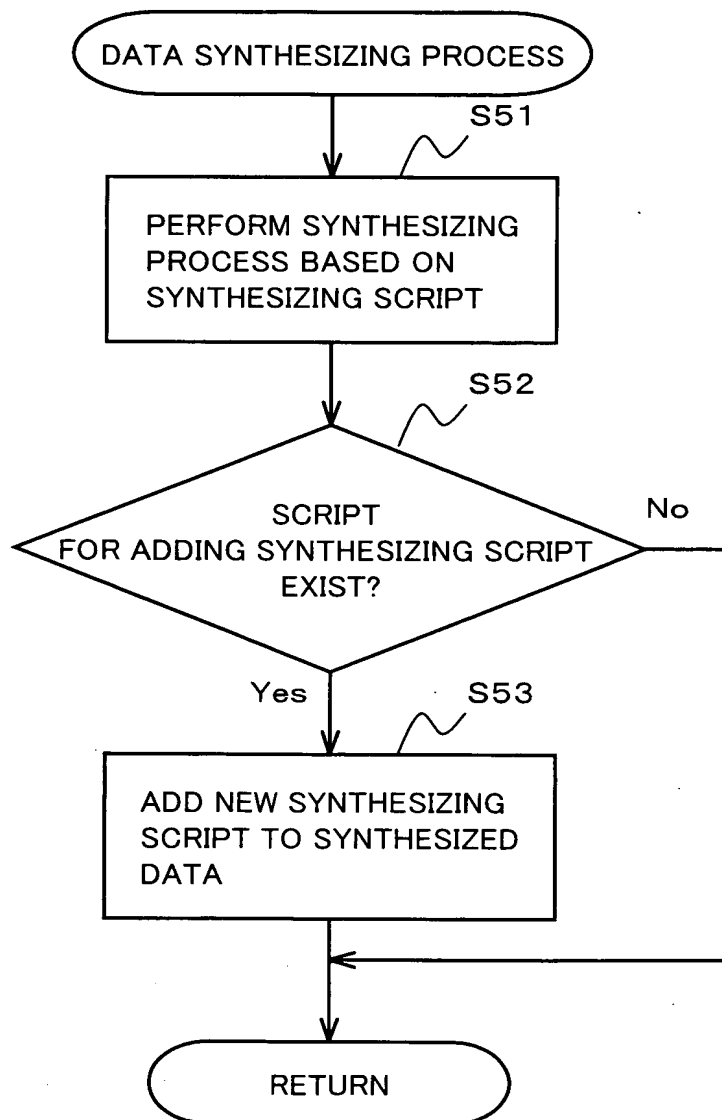 DATA SYNTHESIZING PROCESS
S51
PERFORM SYNTHESIZING
PROCESS BASED ON
SYNTHESIZING SCRIPT
S52
SCRIPT
FOR ADDING SYNTHESIZING SCRIPT
EXIST?
No
Yes
S53
ADD NEW SYNTHESIZING
SCRIPT TO SYNTHESIZED
DATA
RETURN